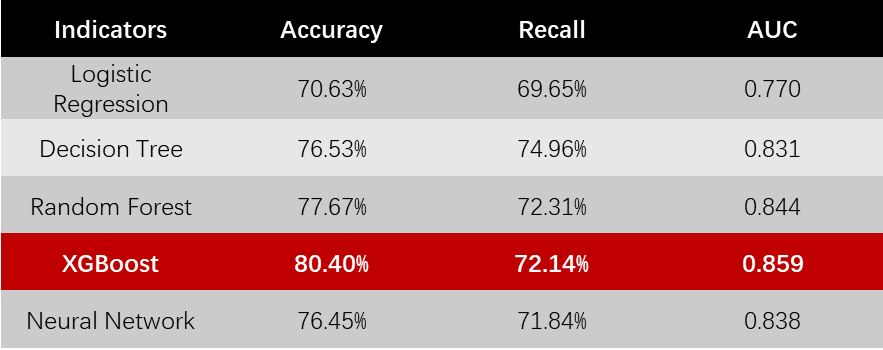 Indicators Accuracy Recall AUC
Logistic
Regression 70.63% 69.65% 0.770
Decision Tree 76.53% 74.96% 0.831
Random Forest 77.67% 72.31% 0.844
XGBoost 80.40% 72.14% 0.859
Neural Network 76.45% 71.84% 0.838